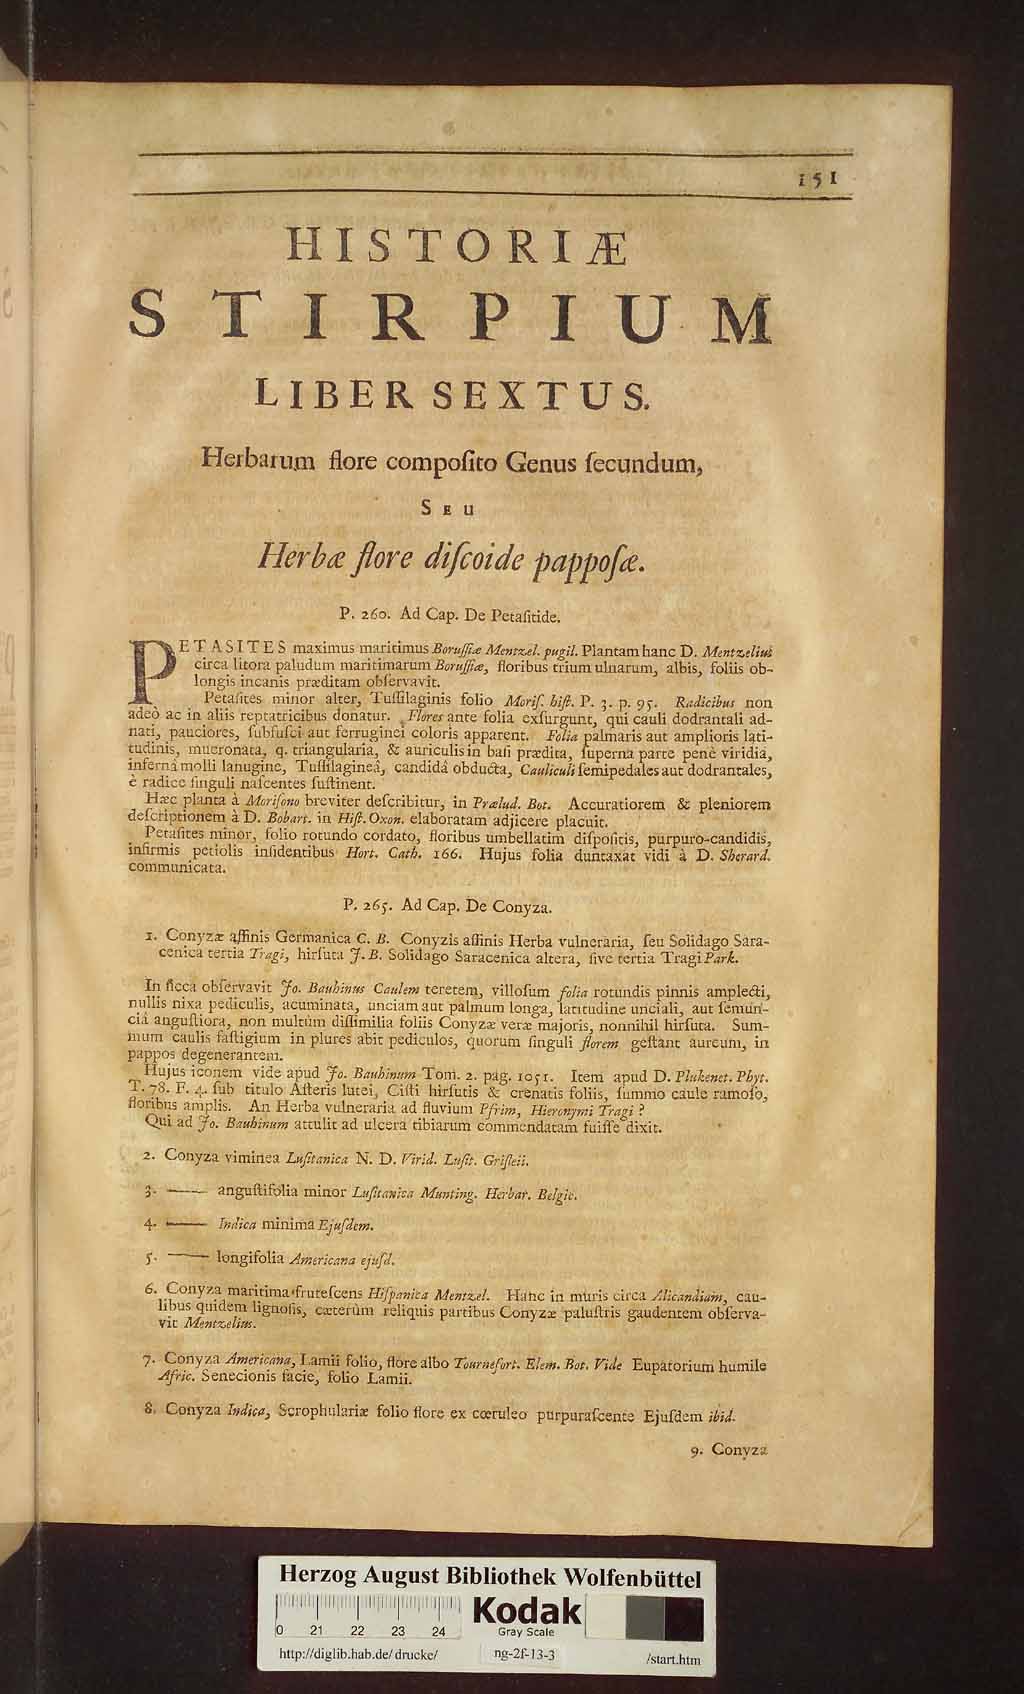 151
HISTORIÆ
STIRPIUM
LIBER SEXTUS.
Herbarum flore compoſito Genus ſecundum,
SEU
Herbæ flore diſcoide pappoſæ.
P. 260. Ad Cap. De Petaſitide.
PETASITES maximus maritimus Boruſſiæ Mentzel. pugil. Plantam hanc D. Mentzelius
circa litora paludum maritimarum Boruſſiæ, floribus trium ulnarum, albis, foliis ob-
longis incanis præditam obſervavit.
Petaſites minor alter, Tuſſilaginis folio Moriſ. hiſt. P. 3. p. 95. Radicibus non
adeò ac in aliis reptatricibus donatur. Flores ante folia exſurgunt, qui cauli dodrantali ad-
nati, pauciores, ſubfuſci aut ferruginei coloris apparent. Folia palmaris aut amplioris lati-
tudinis, mucronata, q. triangularia, & auriculis in baſi prædita, ſuperna parte penè viridia,
infernâ molli lanugine, Tuſſilagineâ, candidâ obducta, Cauliculi ſemipedales aut dodrantales,
è radice ſinguli naſcentes ſuſtinent.
Hæc planta à Moriſono breviter deſcribitur, in Prælud. Bot. Accuratiorem & pleniorem
deſcriptionem à D. Bobart. in Hiſt. Oxon. elaboratam adjicere placuit.
Petaſites minor, folio rotundo cordato, floribus umbellatim diſpoſitis, purpuro-candidis,
infirmis petiolis inſidentibus Hort. Cath. 166. Hujus folia duntaxat vidi à D. Sherard.
communicata.
P. 265. Ad Cap. De Conyza.
1. Conyzæ affinis Germanica C. B. Conyzis affinis Herba vulneraria, ſeu Solidago Sara-
cenica tertia Tragi, hirſuta J. B. Solidago Saracenica altera, ſive tertia Tragi Park.
In ſicca obſervavit Jo. Bauhinus Caulem teretem, villoſum folia rotundis pinnis amplecti,
nullis nixa pediculis, acuminata, unciam aut palmum longa, latitudine unciali, aut ſemun-
ciâ anguſtiora, non multùm diſſimilia foliis Conyzæ veræ majoris, nonnihil hirſuta. Sum-
mum caulis faſtigium in plures abit pediculos, quorum ſinguli florem geſtant aureum, in
pappos degenerantem.
Hujus iconem vide apud Jo. Bauhinum Tom. 2. pag. 1051. Item apud D. Plukenet. Phyt.
T. 78. F. 4. ſub titulo Aſteris lutei, Ciſti hirſutis & crenatis foliis, ſummo caule ramoſo,
floribus amplis. An Herba vulneraria ad fluvium Pfrim, Hieronymi Tragi ?
Qui ad Jo. Bauhinum attulit ad ulcera tibiarum commendatam fuiſſe dixit.
2. Conyza viminea Luſitanica N. D. Virid. Luſit. Griſleii.
3. —— anguſtifolia minor Luſitanica Munting. Herbar. Belgic.
4. —— Indica minima Ejuſdem.
5. —— longifolia Americana ejuſd.
6. Conyza maritima fruteſcens Hiſpanica Mentzel. Hanc in muris circa Alicandiam, cau-
libus quidem lignoſis, cæterùm reliquis partibus Conyzæ paluſtris gaudentem obſerva-
vit Mentzelius.
7. Conyza Americana, Lamii folio, flore albo Tournefort. Elem. Bot. Vide Eupatorium humile
Afric. Senecionis facie, folio Lamii.
8. Conyza Indica, Scrophulariæ folio flore ex cœruleo purpuraſcente Ejuſdem ibid.
9. Conyza
Herzog August Bibliothek Wolfenbüttel
0 21 22 23 24
Kodak
Gray Scale
http://diglib.hab.de/drucke/ ng-2f-13-3 /start.htm